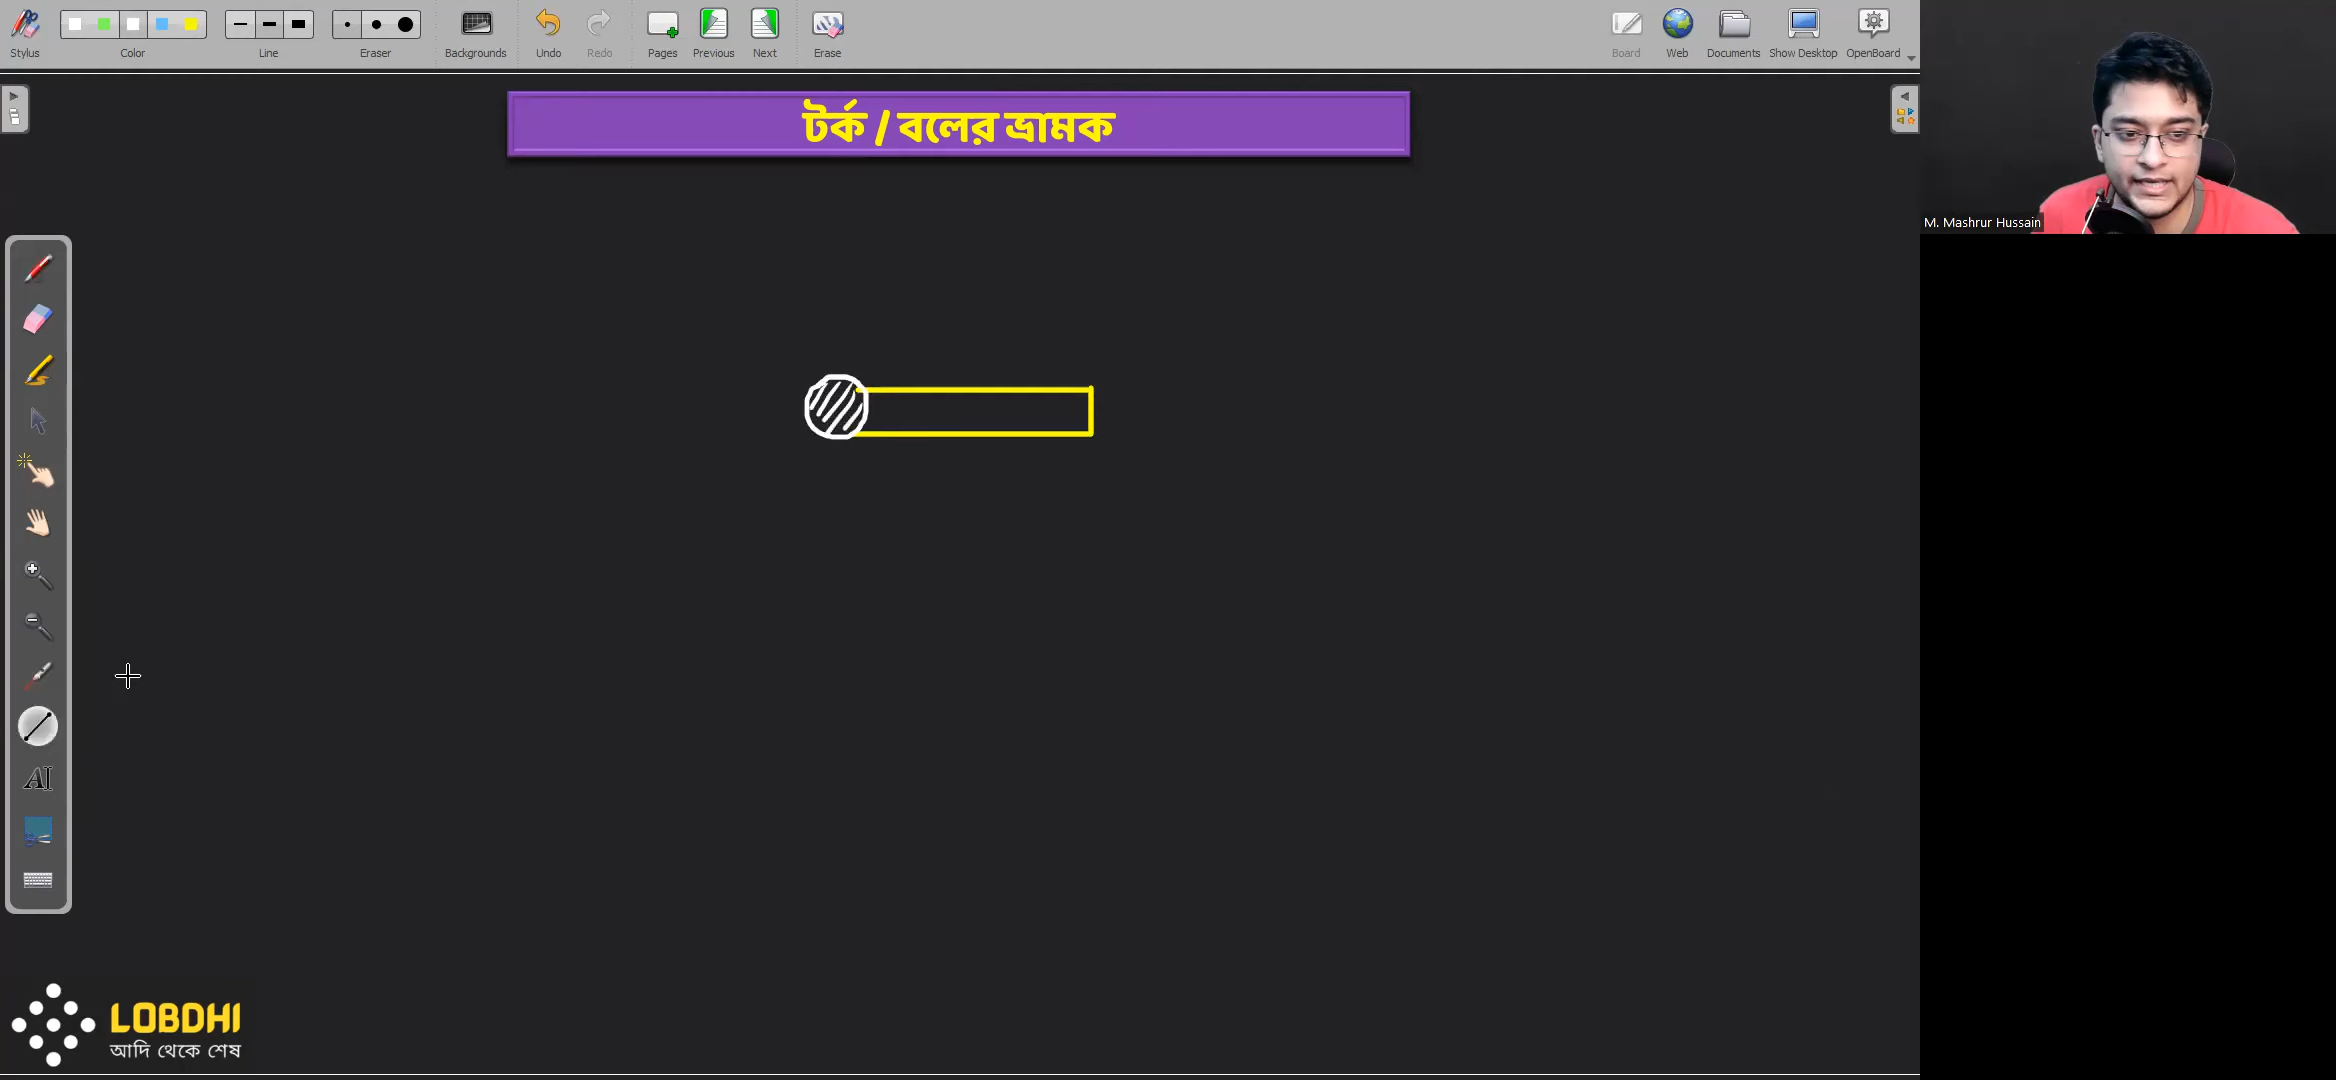 Stylus
Color
Line
Eraser
Backgrounds
Undo
Redo
Pages
Previous
Next
Erase
Board
Web
Documents
Show Desktop
OpenBoard
টর্ক / বলের ভ্রামক
M. Mashrur Hussain
AI
LOBDHI
আদি থেকে শেষ